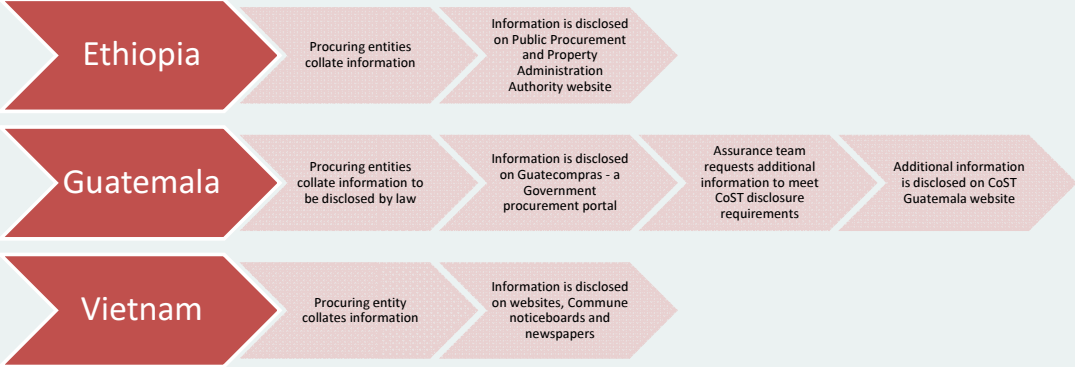 Ethiopia
Procuring entities
collate information
Information is disclosed
on Public Procurement
and Property
Administration
Authority website
Guatemala
Procuring entities
collate information to
be disclosed by law
Information is disclosed
on Guatecompras - a
Government
procurement portal
Assurance team
requests additional
information to meet
CoST disclosure
requirements
Additional information
is disclosed on CoST
Guatemala website
Vietnam
Procuring entity
collates information
Information is disclosed
on websites, Commune
noticeboards and
newspapers